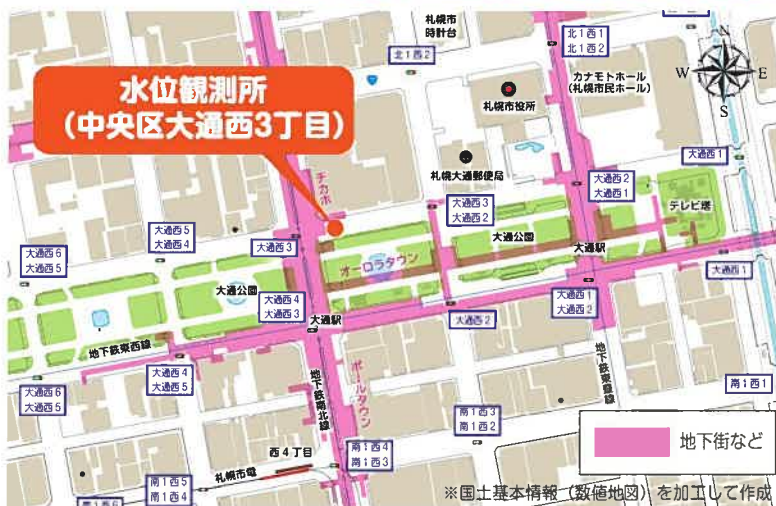 札幌市
時計台
北1西1
北1西2
北1西2
N
W
E
S
水位観測所
(中央区大通西3丁目)
カナモトホール
(札幌市民ホール)
札幌市役所
札幌大通郵便局
大通西1
チカホ
大通西2
大通西1
大通西3
大通西2
テレビ塔
大通西5
大通西4
大通西3
大通公園
大通駅
大通西6
大通西5
オーロラタウン
大通西1
大通公園
大通西4
大通西3
大通西1
大通西2
大通駅
大通西2
地下鉄東西線
大通西4
大通西5
ポールタウン
地下鉄南北線
地下鉄東豊線
大通西6
大通西5
南1西1
南1西3
南1西2
西4丁目
南1西4
南1西3
札幌市電
南1西5
南1西4
地下街など
※国土基本情報(数値地図)を加工して作成